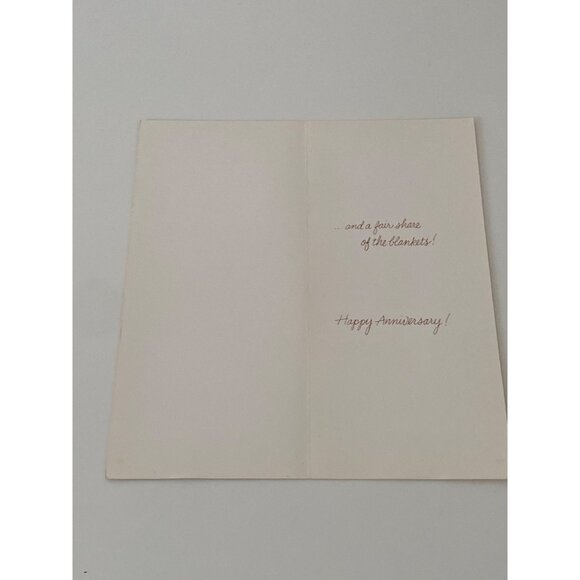 ... and a fair share
of the blankets!
Happy Anniversary!